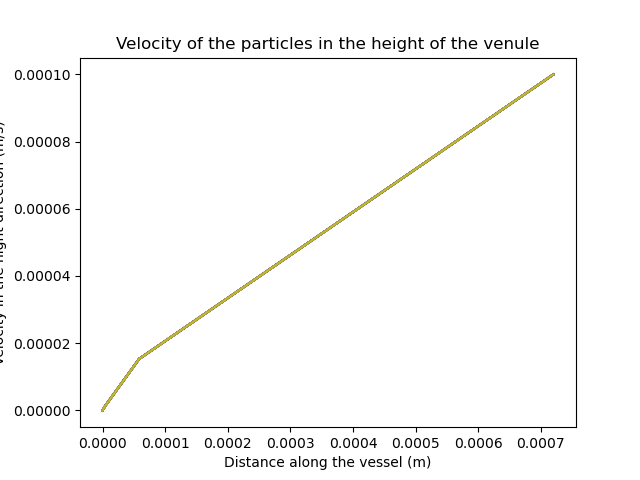 Velocity of the particles in the height of the venule
0.00010
0.00008
0.00006
0.00004
0.00002
0.00000
0.0000 0.0001 0.0002 0.0003 0.0004 0.0005 0.0006 0.0007
Distance along the vessel (m)